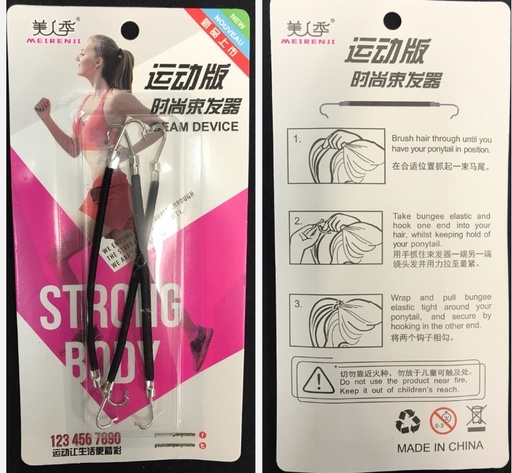 美人季
MEIRENJI
NEW
NOUVEAU
新品上市
运动版
时尚束发器
BEAM DEVICE
THROUGH
STRONG
BODY
123 456 7890
运动让生活更精彩
yourcompanyname
yourcompanyname
美人季
MEIRENJI
运动版
时尚束发器
1.
Brush hair through until you
have your ponytail in position.
在合适位置抓起一束马尾。
2.
Take bungee elastic and
hook one end into your
hair, whilst keeping hold of
your ponytail.
用手抓住束发器一端另一端
绕头发并用力拉至最紧。
3.
Wrap and pull bungee
elastic tight around your
ponytail, and secure by
hooking in the other end.
将两个钩子相勾。
切勿靠近火种、勿放于儿童可触及处。
Do not use the product near fire.
Keep it out of children's reach.
0-3
MADE IN CHINA